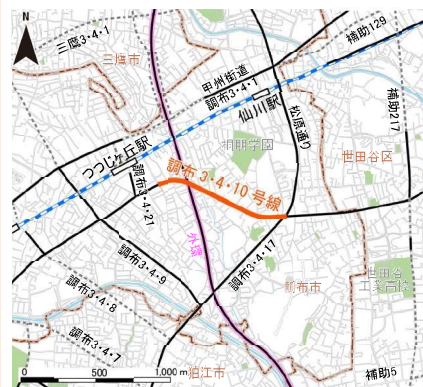 N
補助129
三鷹3・4・1
三鷹市
甲州街道
調布3・4・1
仙川駅
松原通り
補助217
つつじヶ丘駅
桐朋学園
世田谷区
調布3・4・10号線
調布3・4・21
外環
調布3・4・17
調布3・4・9
調布市
世田谷
工業高校
調布3・4・8
調布3・4・7
狛江市
補助5
0 500 1,000 m